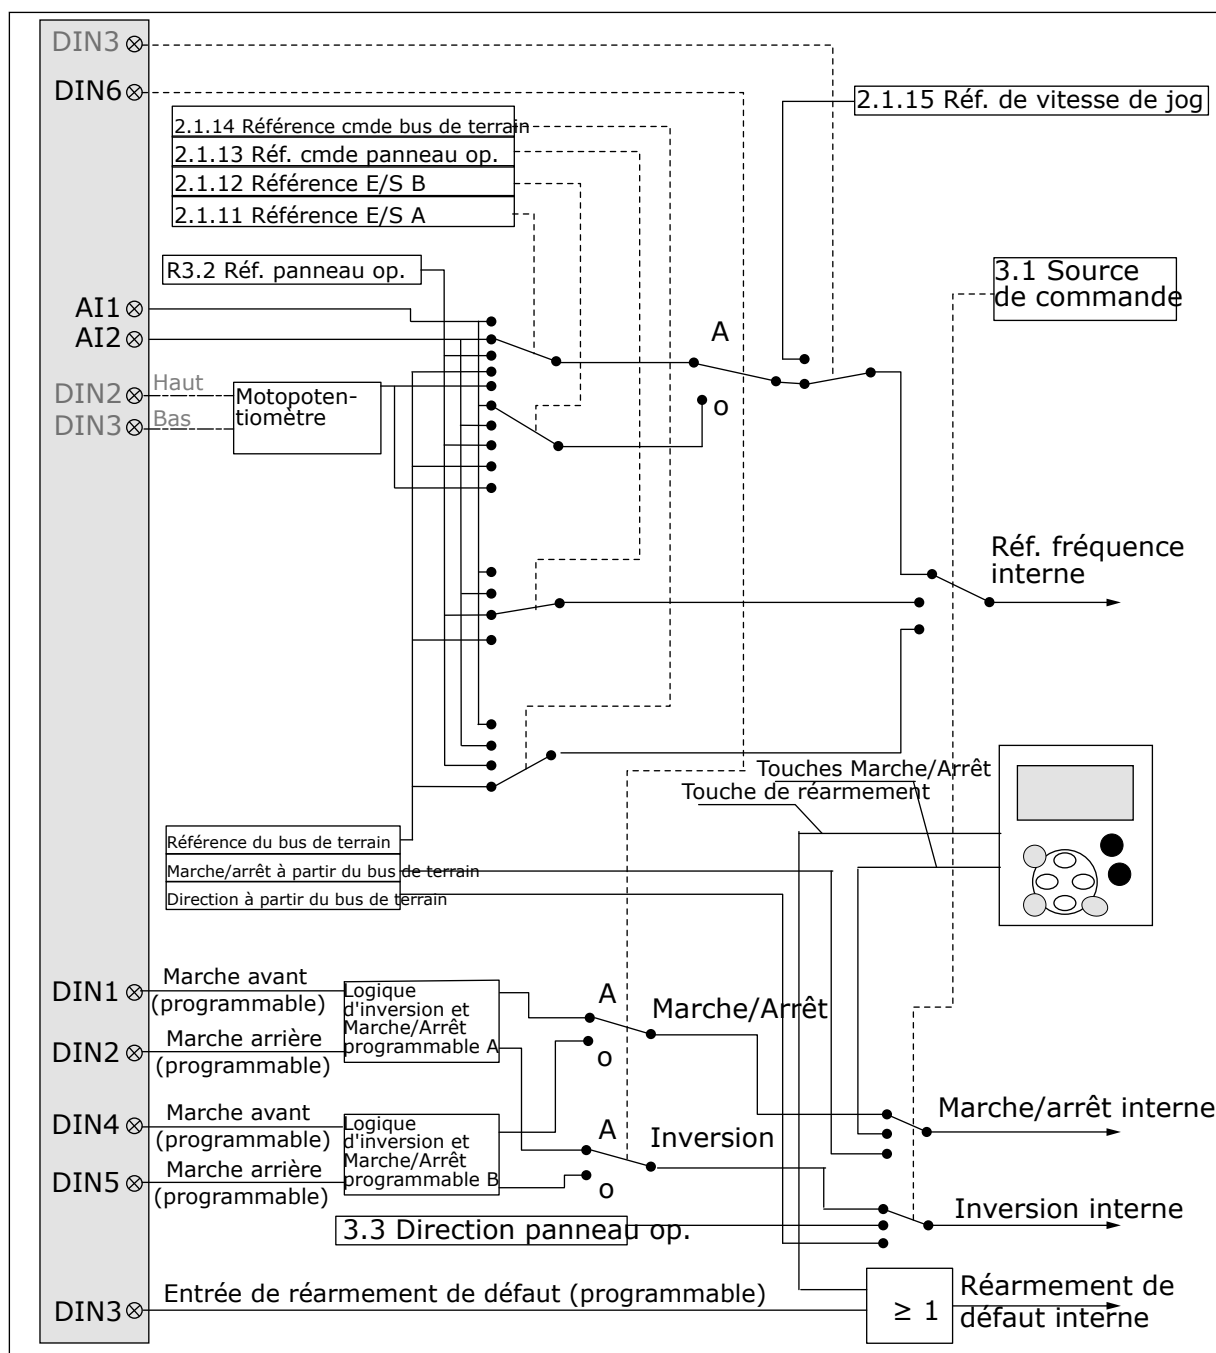 DIN3
DIN6
2.1.15 Réf. de vitesse de jog
2.1.14 Référence cmde bus de terrain
2.1.13 Réf. cmde panneau op.
2.1.12 Référence E/S B
2.1.11 Référence E/S A
R3.2 Réf. panneau op.
3.1 Source
de commande
AI1
AI2
A
DIN2
Haut
DIN3
Bas
Motopoten-
tiomètre
o
Réf. fréquence
interne
Touches Marche/Arrêt
Touche de réarmement
Référence du bus de terrain
Marche/arrêt à partir du bus de terrain
Direction à partir du bus de terrain
DIN1
Marche avant
(programmable)
DIN2
Marche arrière
(programmable)
Logique
d'inversion et
Marche/Arrêt
programmable A
A
o
Marche/Arrêt
DIN4
Marche avant
(programmable)
DIN5
Marche arrière
(programmable)
Logique
d'inversion et
Marche/Arrêt
programmable B
A
o
Inversion
Marche/arrêt interne
Inversion interne
3.3 Direction panneau op.
DIN3
Entrée de réarmement de défaut (programmable)
≥ 1
Réarmement de
défaut interne